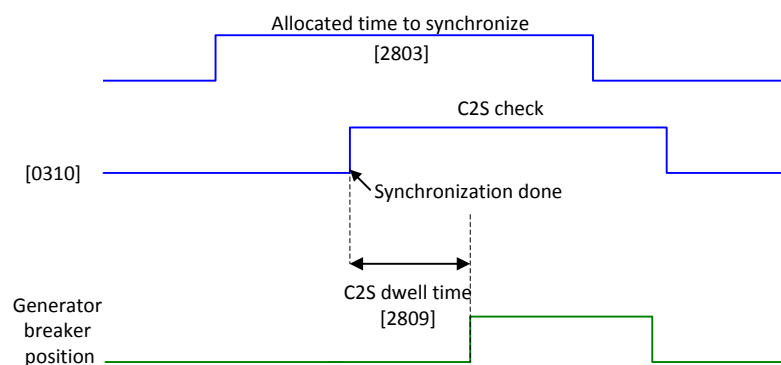 Allocated time to synchronize
[2803]
C2S check
[0310]
Synchronization done
C2S dwell time
[2809]
Generator
breaker
position